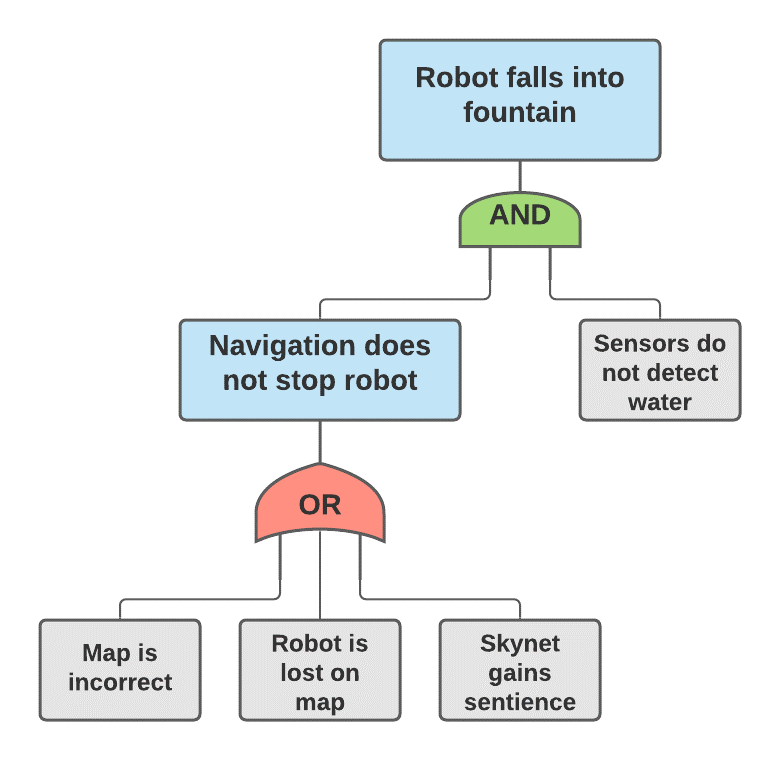 Robot falls into
fountain
AND
Navigation does
not stop robot
Sensors do
not detect
water
OR
Map is
incorrect
Robot is
lost on
map
Skynet
gains
sentience